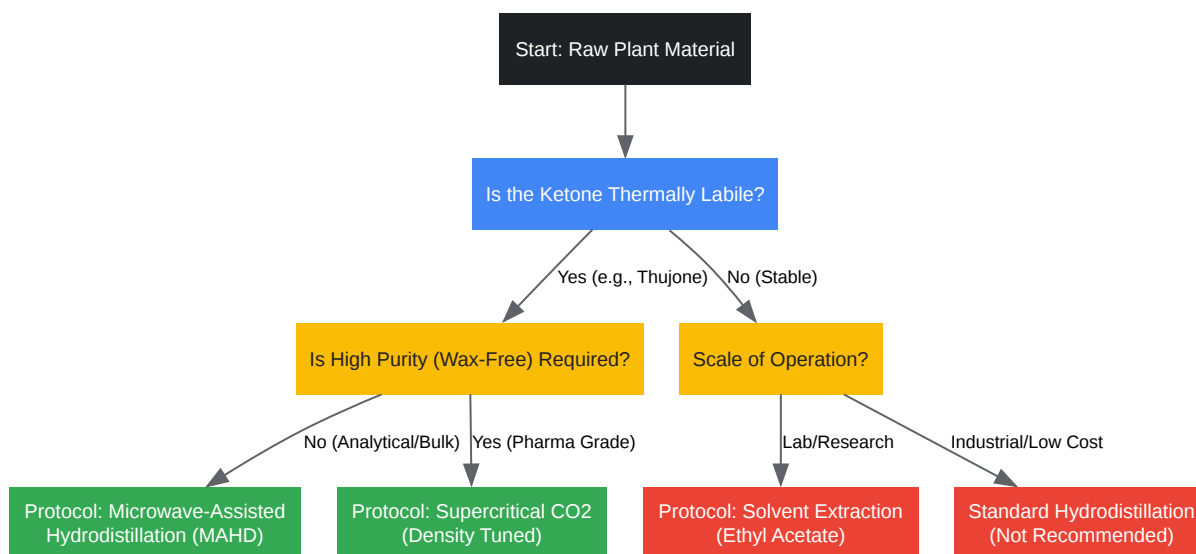 Start: Raw Plant Material
Is the Ketone Thermally Labile?
Yes (e.g., Thujone)
No (Stable)
Is High Purity (Wax-Free) Required?
Scale of Operation?
No (Analytical/Bulk)
Yes (Pharma Grade)
Lab/Research
Industrial/Low Cost
Protocol: Microwave-Assisted
Hydrodistillation (MAHD)
Protocol: Supercritical CO2
(Density Tuned)
Protocol: Solvent Extraction
(Ethyl Acetate)
Standard Hydrodistillation
(Not Recommended)